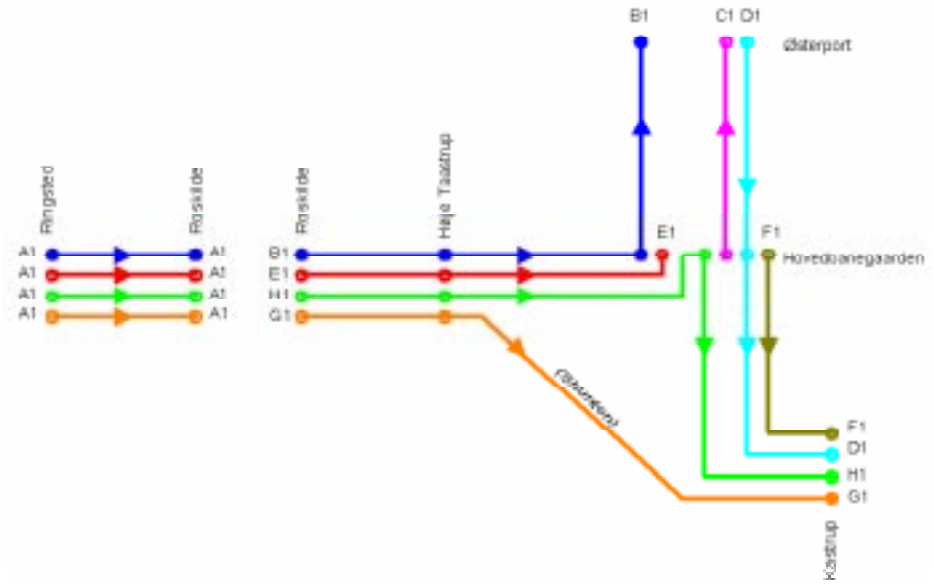 B1
C1 D1
Østerport
Ringsted
Roskilde
Roskilde
Høje Taastrup
A1
A1
A1
A1
A1
A1
A1
A1
B1
E1
H1
G1
E1
F1
Hovedbanegaarden
F1
D1
H1
G1
Kastrup